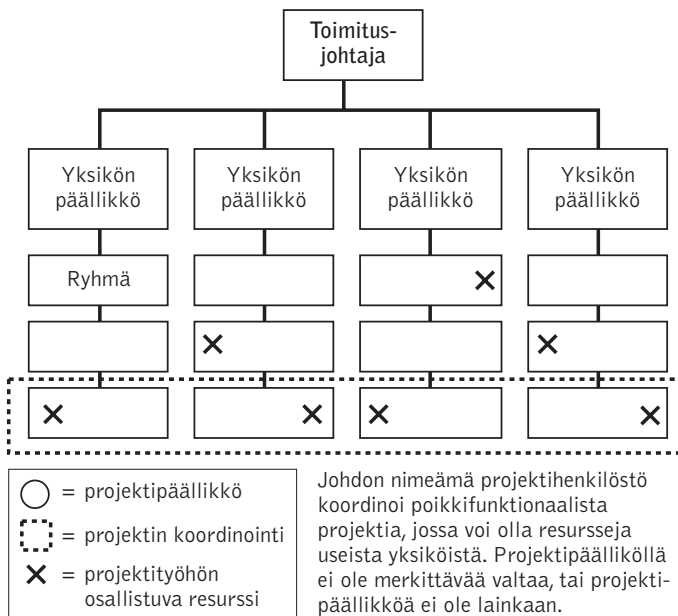 Toimitus-
johtaja
Yksikön
päällikkö
Yksikön
päällikkö
Yksikön
päällikkö
Yksikön
päällikkö
Ryhmä
= projektipäällikkö
= projektin koordinointi
= projektityöhön
osallistuva resurssi
Johdon nimeämä projektihenkilöstö
koordinoi poikkifunktionaalista
projektia, jossa voi olla resursseja
useista yksiköistä. Projektipäälliköllä
ei ole merkittävää valtaa, tai projekti-
päällikköä ei ole lainkaan.